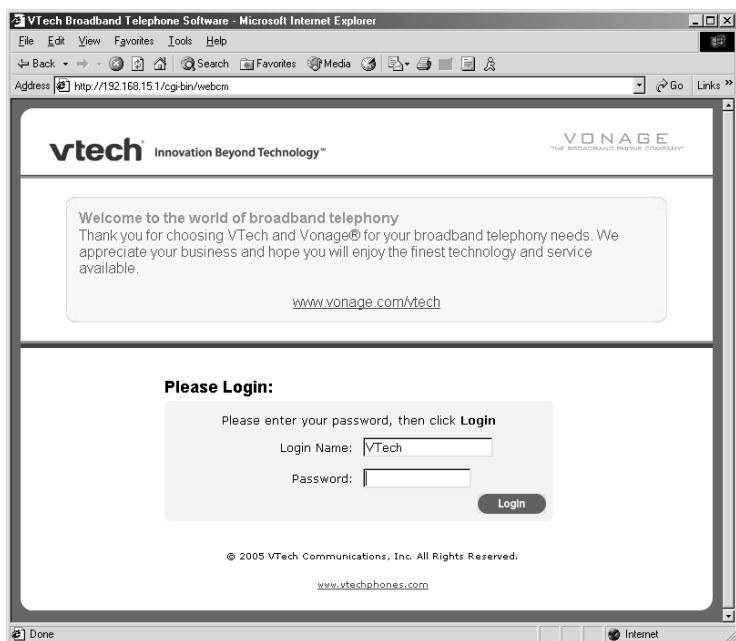 VTech Broadband Telephone Software - Microsoft Internet Explorer
File Edit View Favorites Tools Help
Back Search Favorites Media
Address http://192.168.15.1/cgi-bin/webcm Go Links »
vtech Innovation Beyond Technology™
VONAGE
THE BROADBAND PHONE COMPANY℠
Welcome to the world of broadband telephony
Thank you for choosing VTech and Vonage® for your broadband telephony needs. We
appreciate your business and hope you will enjoy the finest technology and service
available.
www.vonage.com/vtech
Please Login:
Please enter your password, then click Login
Login Name: VTech
Password:
Login
© 2005 VTech Communications, Inc. All Rights Reserved.
www.vtechphones.com
Done Internet